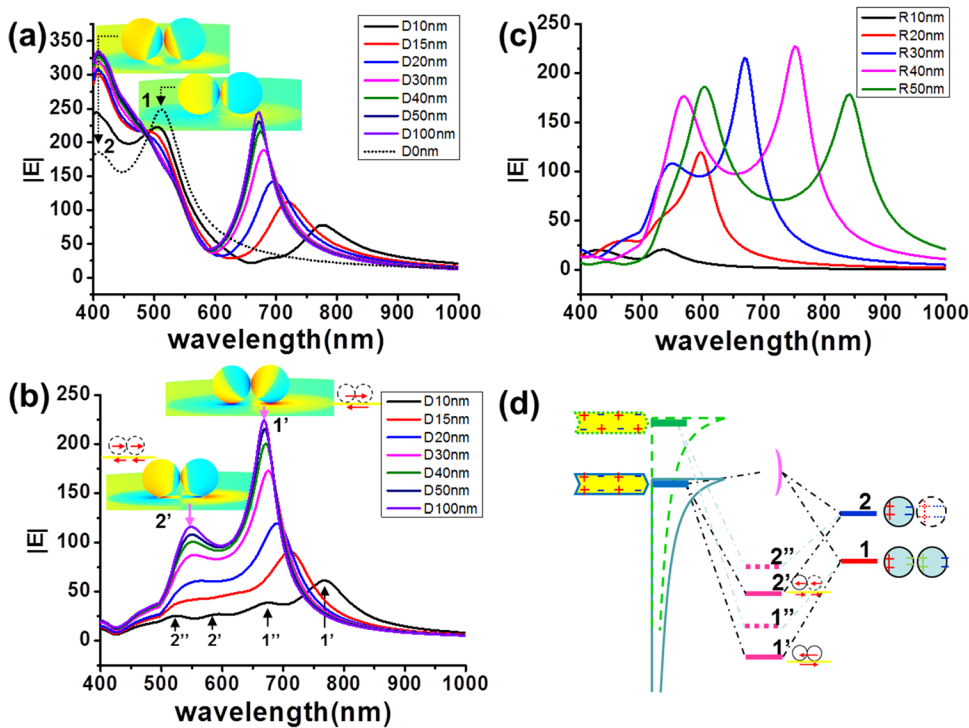 (a)
|E|
350
300
250
200
150
100
50
0
400 500 600 700 800 900 1000
wavelength(nm)
1
2
D10nm
D15nm
D20nm
D30nm
D40nm
D50nm
D100nm
D0nm
(c)
|E|
250
200
150
100
50
0
400 500 600 700 800 900 1000
wavelength(nm)
R10nm
R20nm
R30nm
R40nm
R50nm
(b)
|E|
250
200
150
100
50
0
400 500 600 700 800 900 1000
wavelength(nm)
1'
2'
2'' 2' 1'' 1'
D10nm
D15nm
D20nm
D30nm
D40nm
D50nm
D100nm
(d)
2
1
2''
2'
1''
1'